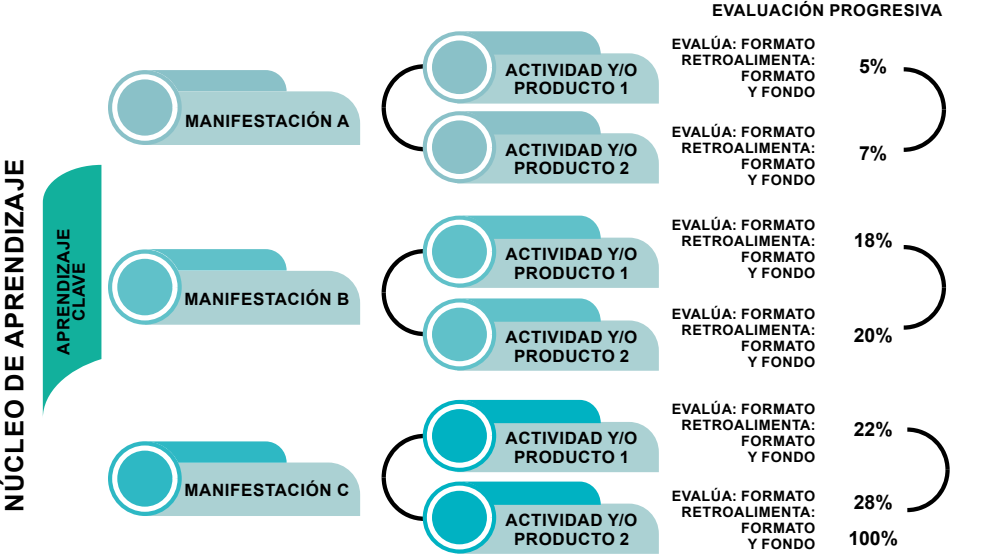 EVALUACIÓN PROGRESIVA
NÚCLEO DE APRENDIZAJE
APRENDIZAJE
CLAVE
MANIFESTACIÓN A
ACTIVIDAD Y/O
PRODUCTO 1
EVALÚA: FORMATO
RETROALIMENTA:
FORMATO
Y FONDO
5%
ACTIVIDAD Y/O
PRODUCTO 2
EVALÚA: FORMATO
RETROALIMENTA:
FORMATO
Y FONDO
7%
MANIFESTACIÓN B
ACTIVIDAD Y/O
PRODUCTO 1
EVALÚA: FORMATO
RETROALIMENTA:
FORMATO
Y FONDO
18%
ACTIVIDAD Y/O
PRODUCTO 2
EVALÚA: FORMATO
RETROALIMENTA:
FORMATO
Y FONDO
20%
MANIFESTACIÓN C
ACTIVIDAD Y/O
PRODUCTO 1
EVALÚA: FORMATO
RETROALIMENTA:
FORMATO
Y FONDO
22%
ACTIVIDAD Y/O
PRODUCTO 2
EVALÚA: FORMATO
RETROALIMENTA:
FORMATO
Y FONDO
28%
100%